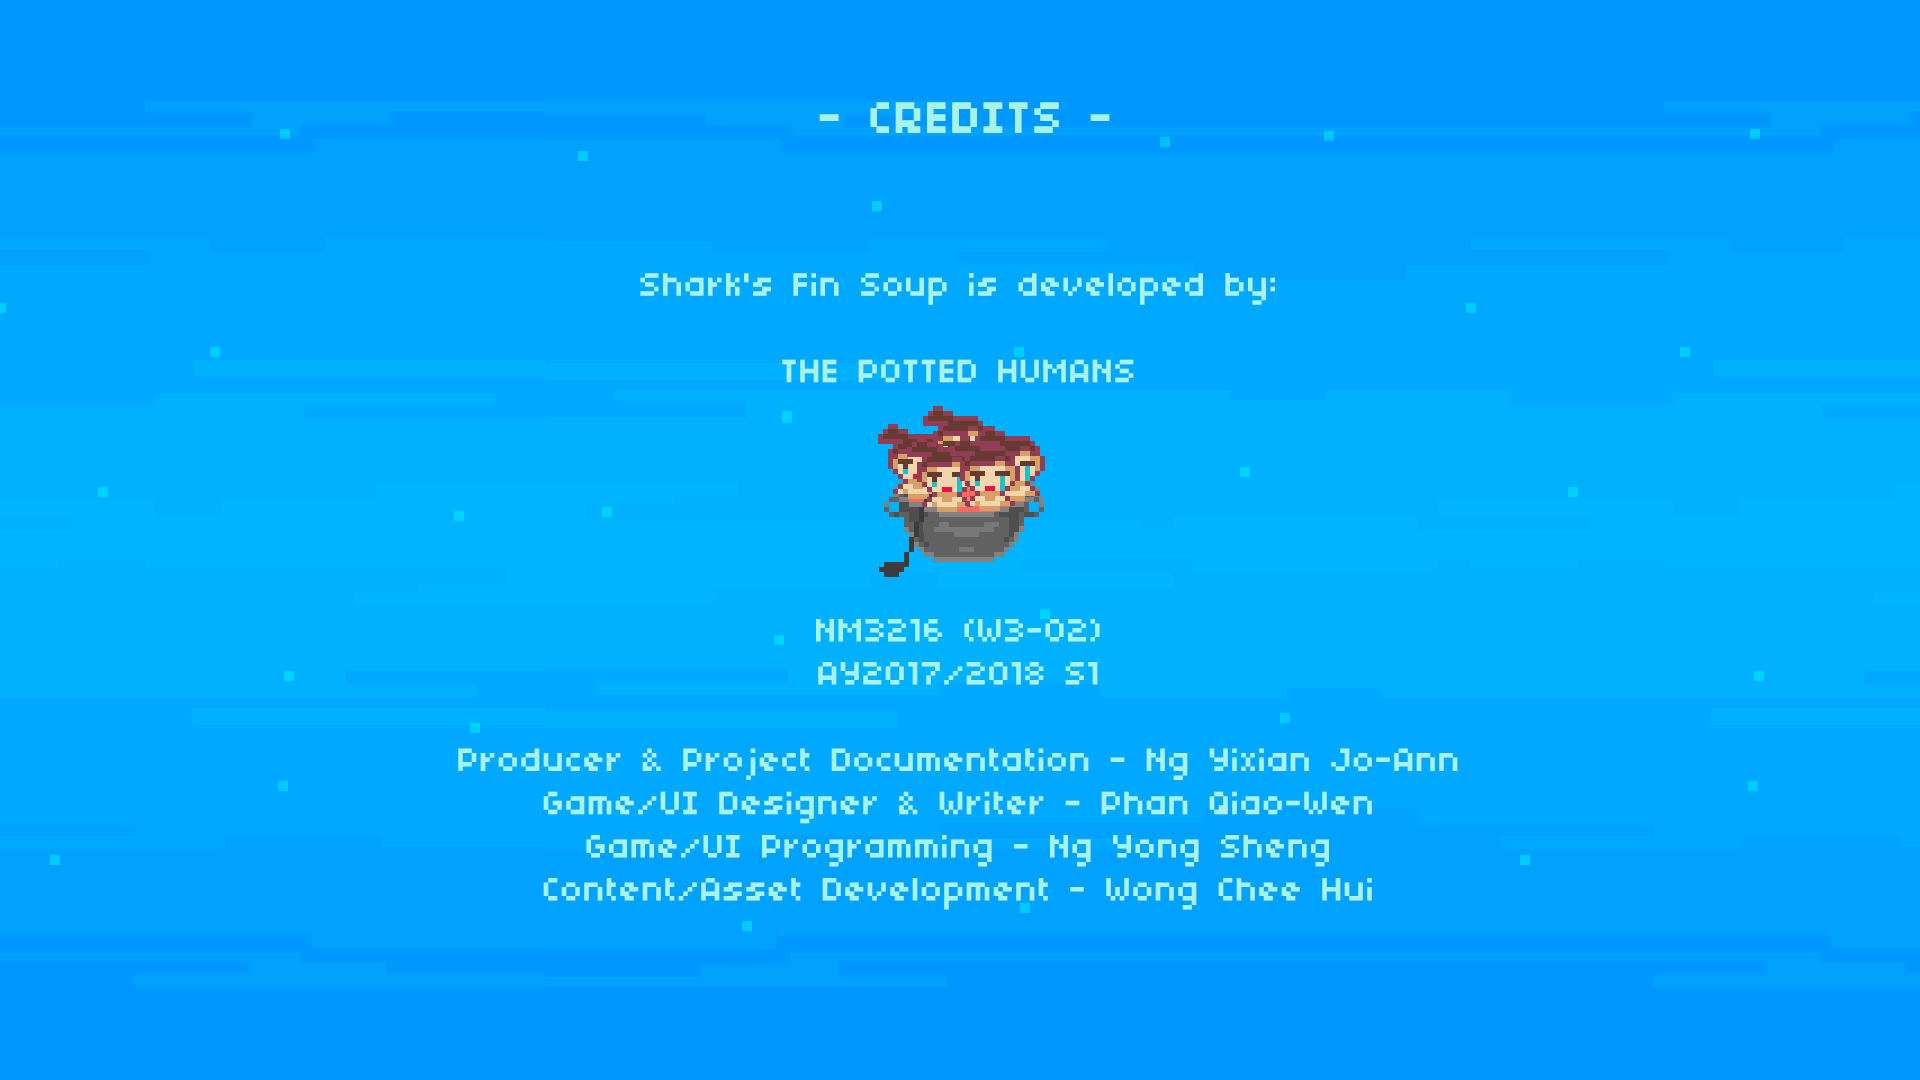 - CREDITS -
Shark's Fin Soup is developed by:
THE POTTED HUMANS
NM3216 (W3-02)
AY2017/2018 S1
Producer & Project Documentation - Ng Yixian Jo-Ann
Game/UI Designer & Writer - Phan Qiao-Wen
Game/UI Programming - Ng Yong Sheng
Content/Asset Development - Wong Chee Hui